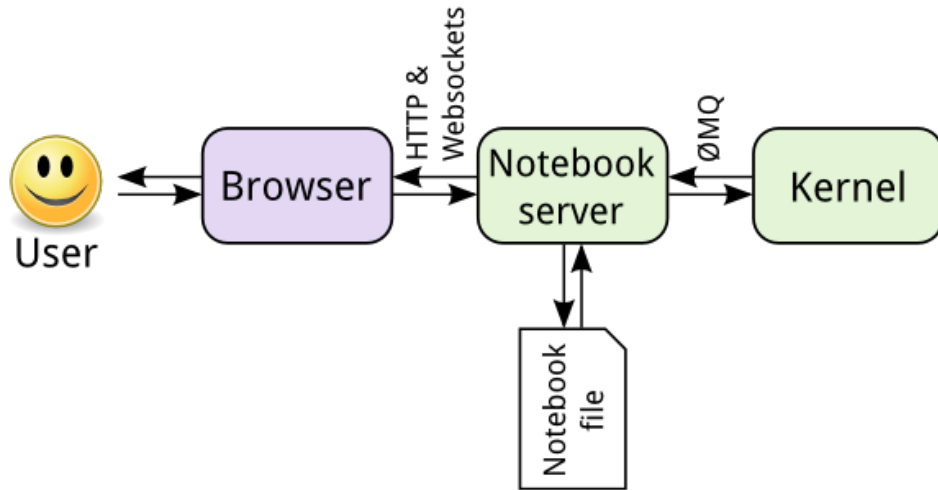 User
Browser
HTTP &
Websockets
Notebook
server
ØMQ
Kernel
Notebook
file